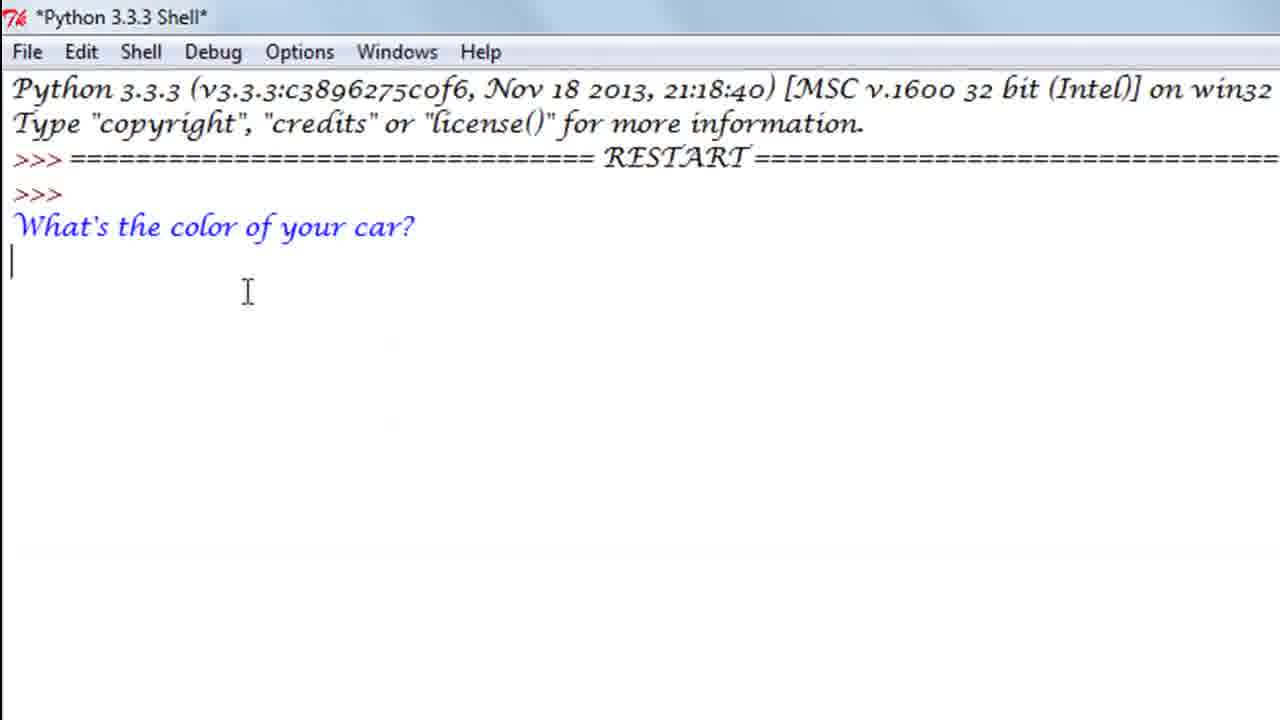 *Python 3.3.3 Shell*
File Edit Shell Debug Options Windows Help
Python 3.3.3 (v3.3.3:c3896275c0f6, Nov 18 2013, 21:18:40) [MSC v.1600 32 bit (Intel)] on win32
Type "copyright", "credits" or "license()" for more information.
>>> ================================ RESTART ================================
>>>
What's the color of your car?